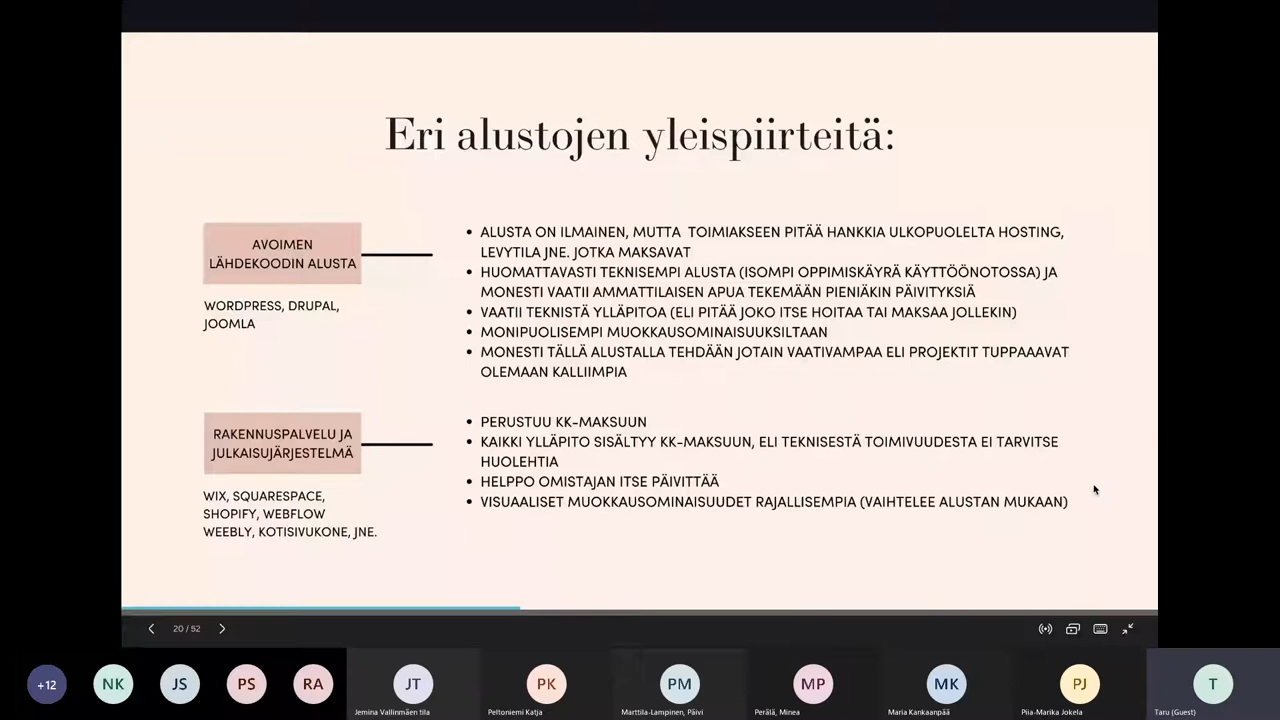 Eri alustojen yleispiirteitä:
AVOIMEN
LÄHDEKOODIN ALUSTA
WORDPRESS, DRUPAL,
JOOMLA
• ALUSTA ON ILMAINEN, MUTTA TOIMIAKSEEN PITÄÄ HANKKIA ULKOPUOLELTA HOSTING,
LEVYTILA JNE. JOTKA MAKSAVAT
• HUOMATTAVASTI TEKNISEMPI ALUSTA (ISOMPI OPPIMISKÄYRÄ KÄYTTÖÖNOTOSSA) JA
MONESTI VAATII AMMATTILAISEN APUA TEKEMÄÄN PIENIÄKIN PÄIVITYKSIÄ
• VAATII TEKNISTÄ YLLÄPITOA (ELI PITÄÄ JOKO ITSE HOITAA TAI MAKSAA JOLLEKIN)
• MONIPUOLISEMPI MUOKKAUSOMINAISUUKSILTAAN
• MONESTI TÄLLÄ ALUSTALLA TEHDÄÄN JOTAIN VAATIVAMPAA ELI PROJEKTIT TUPPAAAVAT
OLEMAAN KALLIIMPIA
RAKENNUSPALVELU JA
JULKAISUJÄRJESTELMÄ
WIX, SQUARESPACE,
SHOPIFY, WEBFLOW
WEEBLY, KOTISIVUKONE, JNE.
• PERUSTUU KK-MAKSUUN
• KAIKKI YLLÄPITO SISÄLTYY KK-MAKSUUN, ELI TEKNISESTÄ TOIMIVUUDESTA EI TARVITSE
HUOLEHTIA
• HELPPO OMISTAJAN ITSE PÄIVITTÄÄ
• VISUAALISET MUOKKAUSOMINAISUUDET RAJALLISEMPIA (VAIHTELEE ALUSTAN MUKAAN)
20 / 52
+12 NK JS PS RA JT PK PM MP MK PJ T
Jemina Vallinmäen tila Peltoniemi Katja Marttila-Lampinen, Päivi Perälä, Minea Maria Kankaanpää Piia-Marika Jokela Taru (Guest)